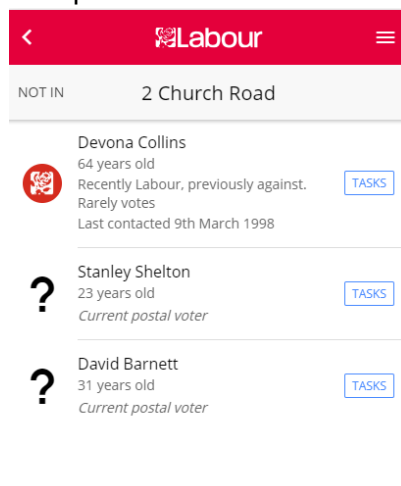 Labour
NOT IN 2 Church Road
Devona Collins
64 years old
Recently Labour, previously against.
Rarely votes
Last contacted 9th March 1998
TASKS
Stanley Shelton
23 years old
Current postal voter
TASKS
?
David Barnett
31 years old
Current postal voter
TASKS
?